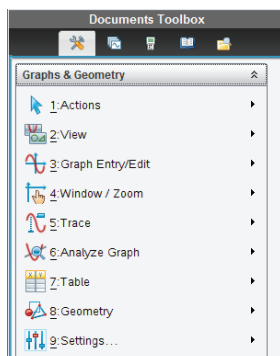 Documents Toolbox
Graphs & Geometry
1:Actions
2:View
3:Graph Entry/Edit
4:Window / Zoom
5:Trace
6:Analyze Graph
7:Table
8:Geometry
9:Settings...